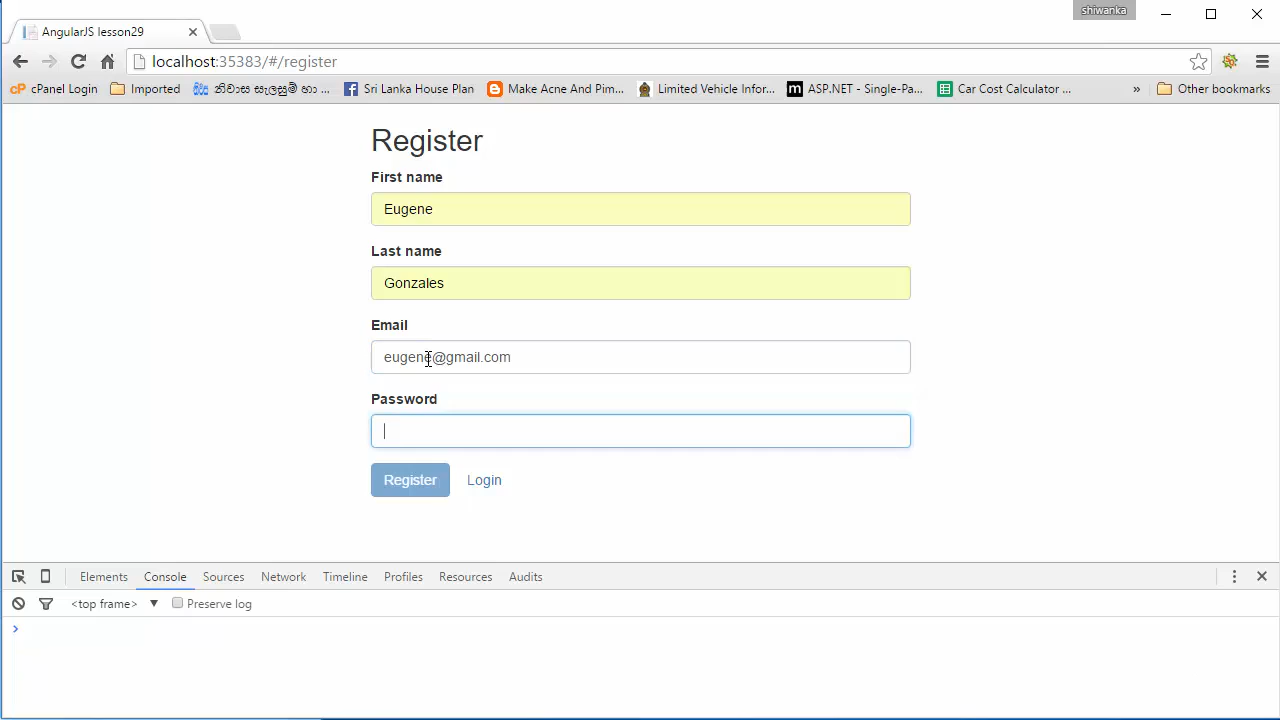 shiwanka
AngularJS lesson29
localhost:35383/#/register
cPanel Login
Imported
නිවාස සැලසුම් හා ...
Sri Lanka House Plan
Make Acne And Pim...
Limited Vehicle Infor...
ASP.NET - Single-Pa...
Car Cost Calculator ...
»
Other bookmarks
Register
First name
Eugene
Last name
Gonzales
Email
eugene@gmail.com
Password
Register Login
Elements Console Sources Network Timeline Profiles Resources Audits
<top frame> ▼ Preserve log
>